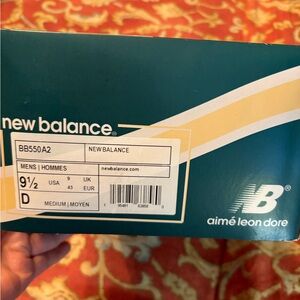 new balance®
BB550A2 NEW BALANCE
MENS | HOMMES newbalance.com
9½ USA 9 UK
43 EUR
D MEDIUM | MOYEN
NB
aimé leon dore